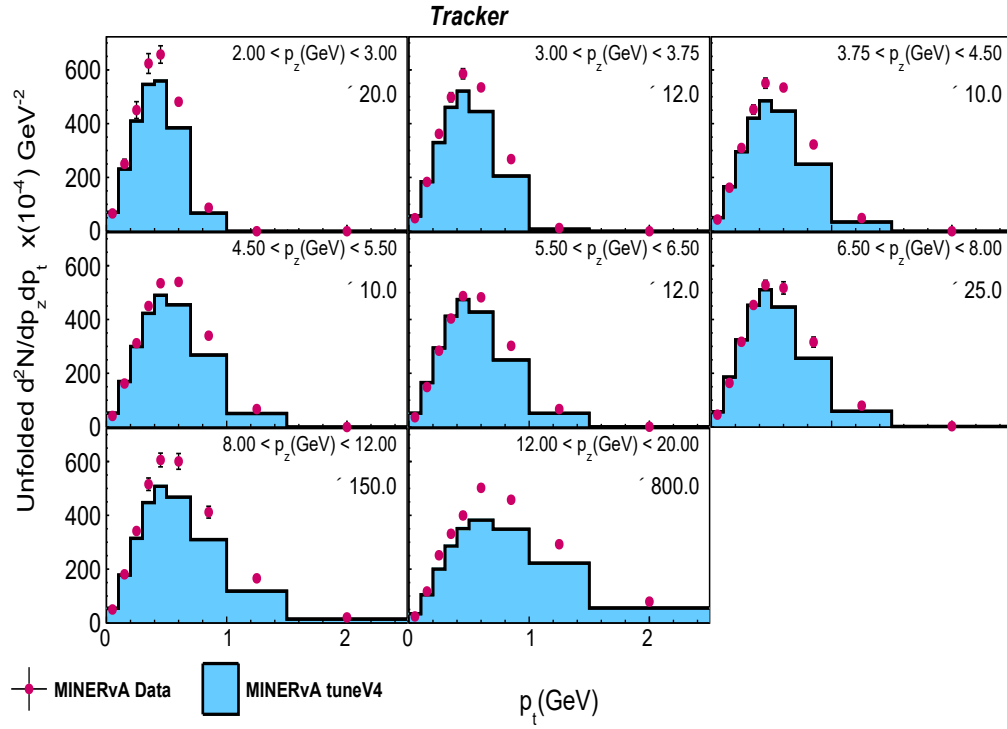 Tracker
Unfolded d²N/dp_z dp_t x(10⁻⁴) GeV⁻²
2.00 < p_z(GeV) < 3.00
´ 20.0
3.00 < p_z(GeV) < 3.75
´ 12.0
3.75 < p_z(GeV) < 4.50
´ 10.0
600
400
200
0
4.50 < p_z(GeV) < 5.50
´ 10.0
5.50 < p_z(GeV) < 6.50
´ 12.0
6.50 < p_z(GeV) < 8.00
´ 25.0
600
400
200
0
8.00 < p_z(GeV) < 12.00
´ 150.0
12.00 < p_z(GeV) < 20.00
´ 800.0
600
400
200
0
0 1 2 0 1 2
MINERvA Data MINERvA tuneV4
p_t(GeV)